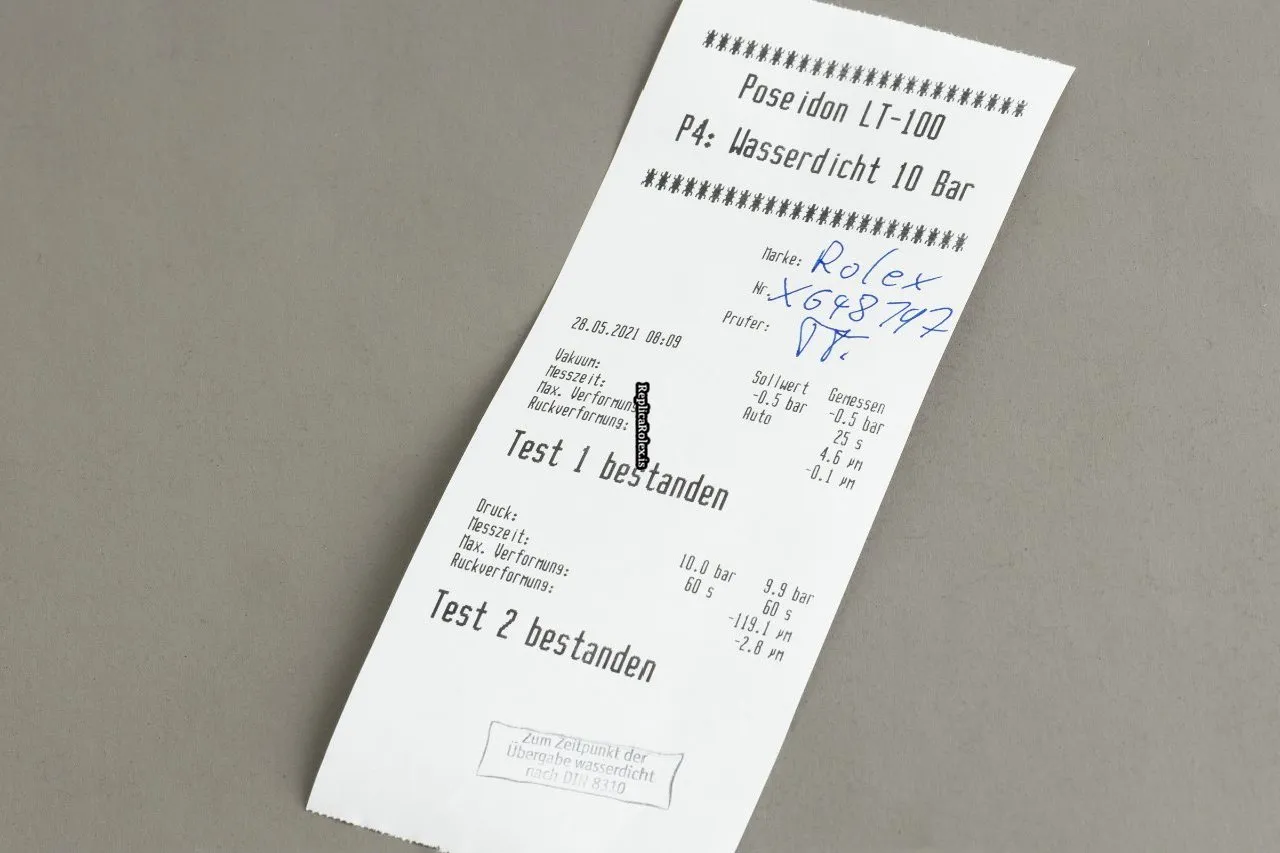 ************************
Poseidon LT-100
P4: Wasserdicht 10 Bar
************************
Marke: Rolex
Nr. X648747
Prufer:
28.05.2021 08:09
Sollwert Gemessen
Vakuum: -0.5 bar -0.5 bar
Messzeit: Auto 25 s
Max. Verformung 4.6 µm
Ruckverformung: -0.1 µm
ReplicaRolex.is
Test 1 bestanden
Druck: 10.0 bar 9.9 bar
Messzeit: 60 s 60 s
Max. Verformung: -119.1 µm
Ruckverformung: -2.8 µm
Test 2 bestanden
Zum Zeitpunkt der
Übergabe wasserdicht
nach DIN 8310